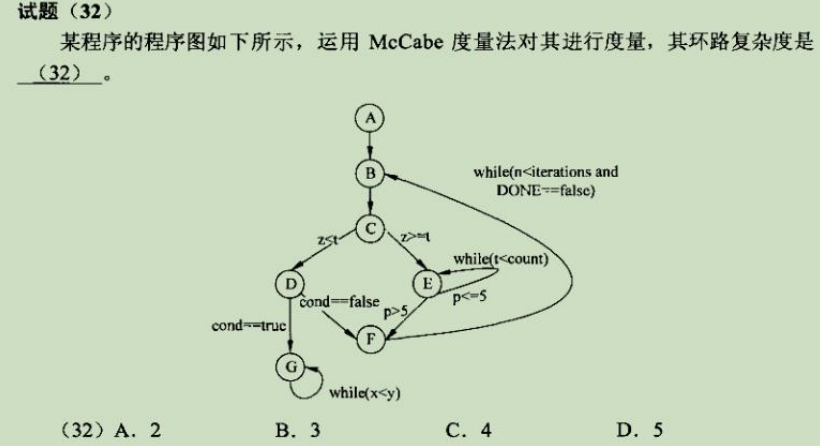 试题（32）
某程序的程序图如下所示，运用 McCabe 度量法对其进行度量，其环路复杂度是
（32）。
A
B
while(n<iterations and
DONE==false)
C
z<t
z>=t
while(t<count)
D
E
cond==false
p<=5
p>5
cond==true
F
G
while(x<y)
（32）A．2 B．3 C．4 D．5